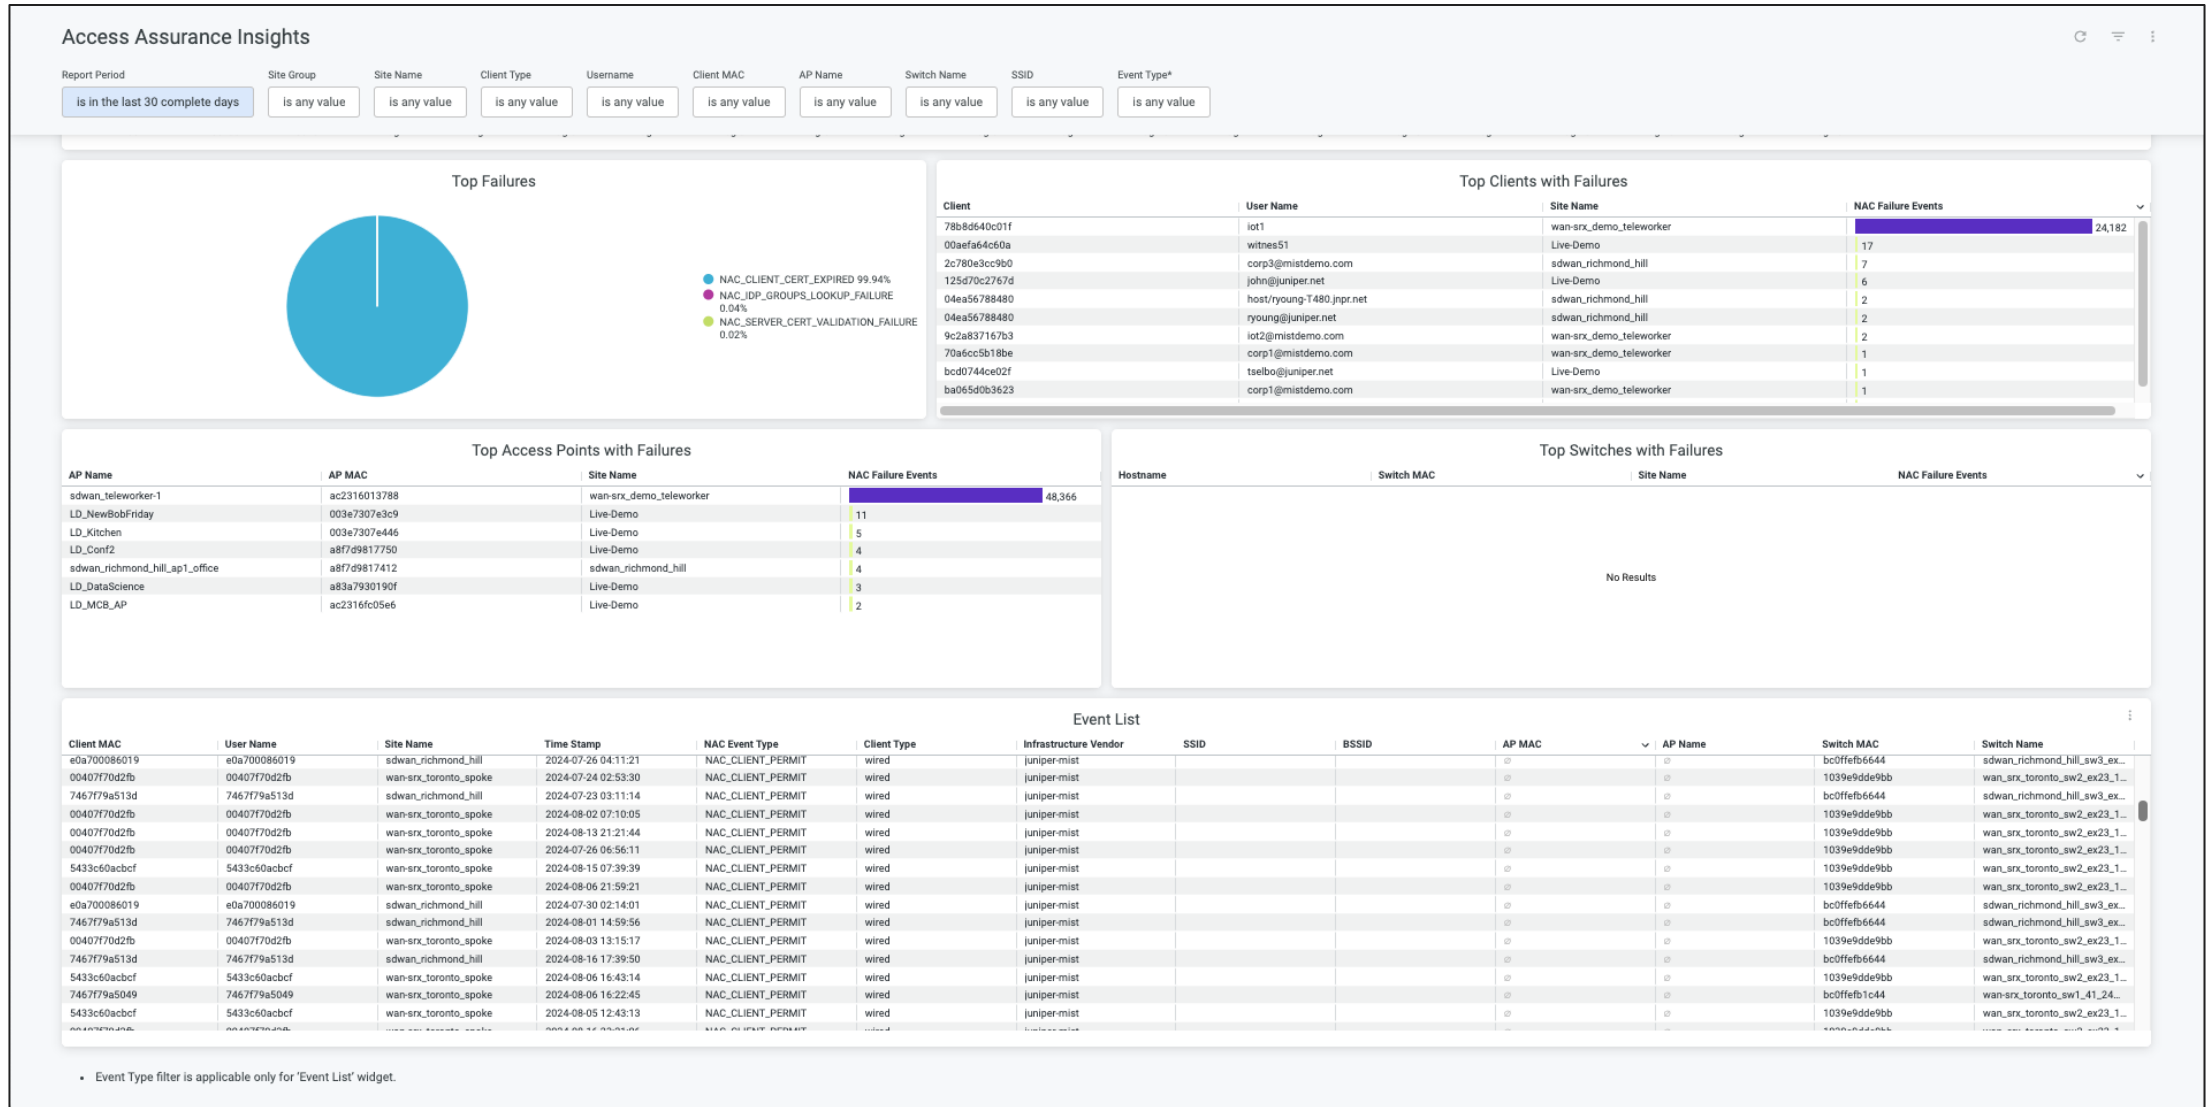 Access Assurance Insights
Report Period Site Group Site Name Client Type Username Client MAC AP Name Switch Name SSID Event Type*
is in the last 30 complete days is any value is any value is any value is any value is any value is any value is any value is any value is any value
Top Failures
NAC_CLIENT_CERT_EXPIRED 99.94%
NAC_IDP_GROUPS_LOOKUP_FAILURE
0.04%
NAC_SERVER_CERT_VALIDATION_FAILURE
0.02%
Top Clients with Failures
Client User Name Site Name NAC Failure Events
78b8d640c01f iot1 wan-srx_demo_teleworker 24,182
00aefa64c60a witnes51 Live-Demo 17
2c780e3cc9b0 corp3@mistdemo.com sdwan_richmond_hill 7
125d70c2767d john@juniper.net Live-Demo 6
04ea56788480 host/ryoung-T480.jnpr.net sdwan_richmond_hill 2
04ea56788480 ryoung@juniper.net sdwan_richmond_hill 2
9c2a837167b3 iot2@mistdemo.com wan-srx_demo_teleworker 2
70a6cc5b18be corp1@mistdemo.com wan-srx_demo_teleworker 1
bcd0744ce02f tselbo@juniper.net Live-Demo 1
ba065d0b3623 corp1@mistdemo.com wan-srx_demo_teleworker 1
Top Access Points with Failures
AP Name AP MAC Site Name NAC Failure Events
sdwan_teleworker-1 ac2316013788 wan-srx_demo_teleworker 48,366
LD_NewBobFriday 003e7307e3c9 Live-Demo 11
LD_Kitchen 003e7307e446 Live-Demo 5
LD_Conf2 a8f7d9817750 Live-Demo 4
sdwan_richmond_hill_ap1_office a8f7d9817412 sdwan_richmond_hill 4
LD_DataScience a83a7930190f Live-Demo 3
LD_MCB_AP ac2316fc05e6 Live-Demo 2
Top Switches with Failures
Hostname Switch MAC Site Name NAC Failure Events
No Results
Event List
Client MAC User Name Site Name Time Stamp NAC Event Type Client Type Infrastructure Vendor SSID BSSID AP MAC AP Name Switch MAC Switch Name
e0a700086019 e0a700086019 sdwan_richmond_hill 2024-07-26 04:11:21 NAC_CLIENT_PERMIT wired juniper-mist ∅ ∅ bc0ffefb6644 sdwan_richmond_hill_sw3_ex...
00407f70d2fb 00407f70d2fb wan-srx_toronto_spoke 2024-07-24 02:53:30 NAC_CLIENT_PERMIT wired juniper-mist ∅ ∅ 1039e9dde9bb wan_srx_toronto_sw2_ex23_1...
7467f79a513d 7467f79a513d sdwan_richmond_hill 2024-07-23 03:11:14 NAC_CLIENT_PERMIT wired juniper-mist ∅ ∅ bc0ffefb6644 sdwan_richmond_hill_sw3_ex...
00407f70d2fb 00407f70d2fb wan-srx_toronto_spoke 2024-08-02 07:10:05 NAC_CLIENT_PERMIT wired juniper-mist ∅ ∅ 1039e9dde9bb wan_srx_toronto_sw2_ex23_1...
00407f70d2fb 00407f70d2fb wan-srx_toronto_spoke 2024-08-13 21:21:44 NAC_CLIENT_PERMIT wired juniper-mist ∅ ∅ 1039e9dde9bb wan_srx_toronto_sw2_ex23_1...
00407f70d2fb 00407f70d2fb wan-srx_toronto_spoke 2024-07-26 06:56:11 NAC_CLIENT_PERMIT wired juniper-mist ∅ ∅ 1039e9dde9bb wan_srx_toronto_sw2_ex23_1...
5433c60acbcf 5433c60acbcf wan-srx_toronto_spoke 2024-08-15 07:39:39 NAC_CLIENT_PERMIT wired juniper-mist ∅ ∅ 1039e9dde9bb wan_srx_toronto_sw2_ex23_1...
00407f70d2fb 00407f70d2fb wan-srx_toronto_spoke 2024-08-06 21:59:21 NAC_CLIENT_PERMIT wired juniper-mist ∅ ∅ 1039e9dde9bb wan_srx_toronto_sw2_ex23_1...
e0a700086019 e0a700086019 sdwan_richmond_hill 2024-07-30 02:14:01 NAC_CLIENT_PERMIT wired juniper-mist ∅ ∅ bc0ffefb6644 sdwan_richmond_hill_sw3_ex...
7467f79a513d 7467f79a513d sdwan_richmond_hill 2024-08-01 14:59:56 NAC_CLIENT_PERMIT wired juniper-mist ∅ ∅ bc0ffefb6644 sdwan_richmond_hill_sw3_ex...
00407f70d2fb 00407f70d2fb wan-srx_toronto_spoke 2024-08-03 13:15:17 NAC_CLIENT_PERMIT wired juniper-mist ∅ ∅ 1039e9dde9bb wan_srx_toronto_sw2_ex23_1...
7467f79a513d 7467f79a513d sdwan_richmond_hill 2024-08-16 17:39:50 NAC_CLIENT_PERMIT wired juniper-mist ∅ ∅ bc0ffefb6644 sdwan_richmond_hill_sw3_ex...
5433c60acbcf 5433c60acbcf wan-srx_toronto_spoke 2024-08-06 16:43:14 NAC_CLIENT_PERMIT wired juniper-mist ∅ ∅ 1039e9dde9bb wan_srx_toronto_sw2_ex23_1...
7467f79a5049 7467f79a5049 wan-srx_toronto_spoke 2024-08-06 16:22:45 NAC_CLIENT_PERMIT wired juniper-mist ∅ ∅ bc0ffefb1c44 wan-srx_toronto_sw1_41_24...
5433c60acbcf 5433c60acbcf wan-srx_toronto_spoke 2024-08-05 12:43:13 NAC_CLIENT_PERMIT wired juniper-mist ∅ ∅ 1039e9dde9bb wan_srx_toronto_sw2_ex23_1...
• Event Type filter is applicable only for 'Event List' widget.